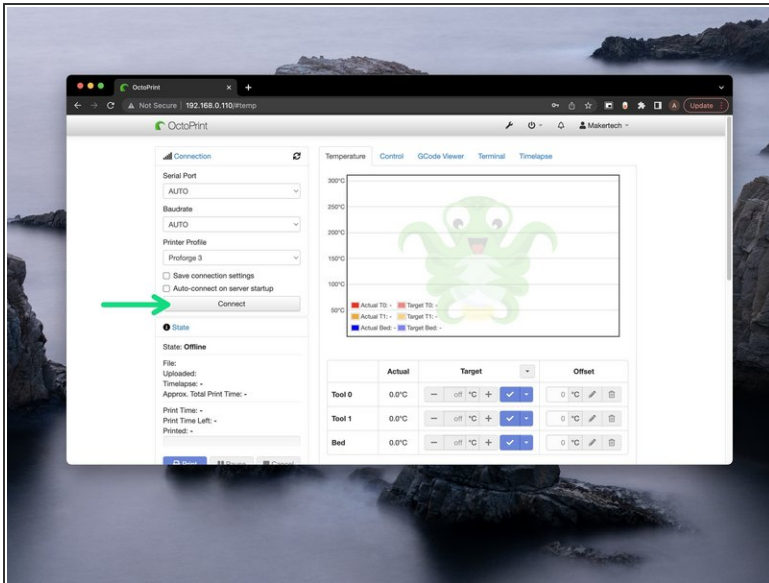 OctoPrint
Not Secure | 192.168.0.110/#temp
A
Update
OctoPrint
Makertech
Connection
Serial Port
AUTO
Baudrate
AUTO
Printer Profile
Proforge 3
Save connection settings
Auto-connect on server startup
Connect
State
State: Offline
File:
Uploaded:
Timelapse: -
Approx. Total Print Time: -
Print Time: -
Print Time Left: -
Printed: -
Print Pause Cancel
Temperature Control GCode Viewer Terminal Timelapse
300°C
250°C
200°C
150°C
100°C
50°C
Actual T0: - Target T0: -
Actual T1: - Target T1: -
Actual Bed: - Target Bed: -
Actual Target Offset
Tool 0 0.0°C off °C 0 °C
Tool 1 0.0°C off °C 0 °C
Bed 0.0°C off °C 0 °C